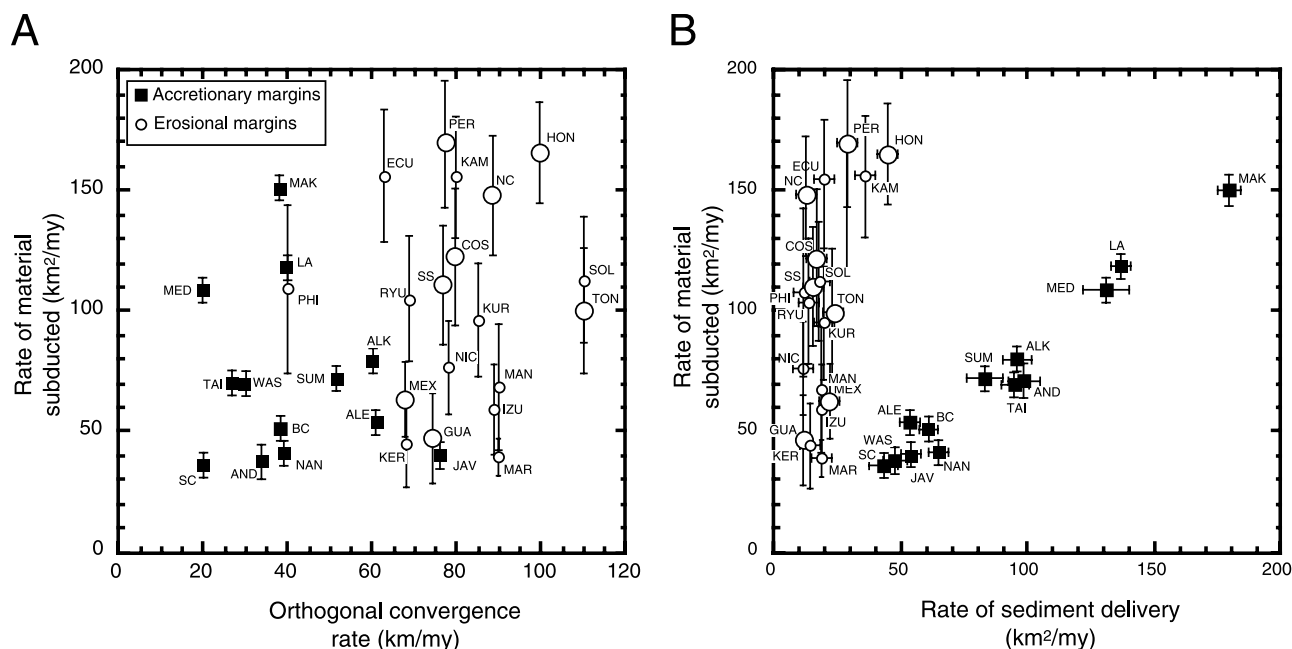 A
B
Rate of material
subducted (km²/my)
200
150
100
50
0
Accretionary margins
Erosional margins
PER
HON
ECU
KAM
MAK
NC
LA
COS
MED
PHI
SS
SOL
RYU
TON
KUR
ALK
NIC
TAI
WAS
SUM
MEX
MAN
ALE
IZU
BC
GUA
KER
SC
AND
NAN
JAV
MAR
0
20
40
60
80
100
120
Orthogonal convergence
rate (km/my)
Rate of material
subducted (km²/my)
200
150
100
50
0
PER
HON
ECU
NC
KAM
MAK
COS
LA
SS
SOL
MED
PHI
RYU
TON
KUR
ALK
NIC
SUM
MAN
MEX
TAI
AND
ALE
BC
IZU
GUA
WAS
KER
SC
MAR
JAV
NAN
0
50
100
150
200
Rate of sediment delivery
(km²/my)